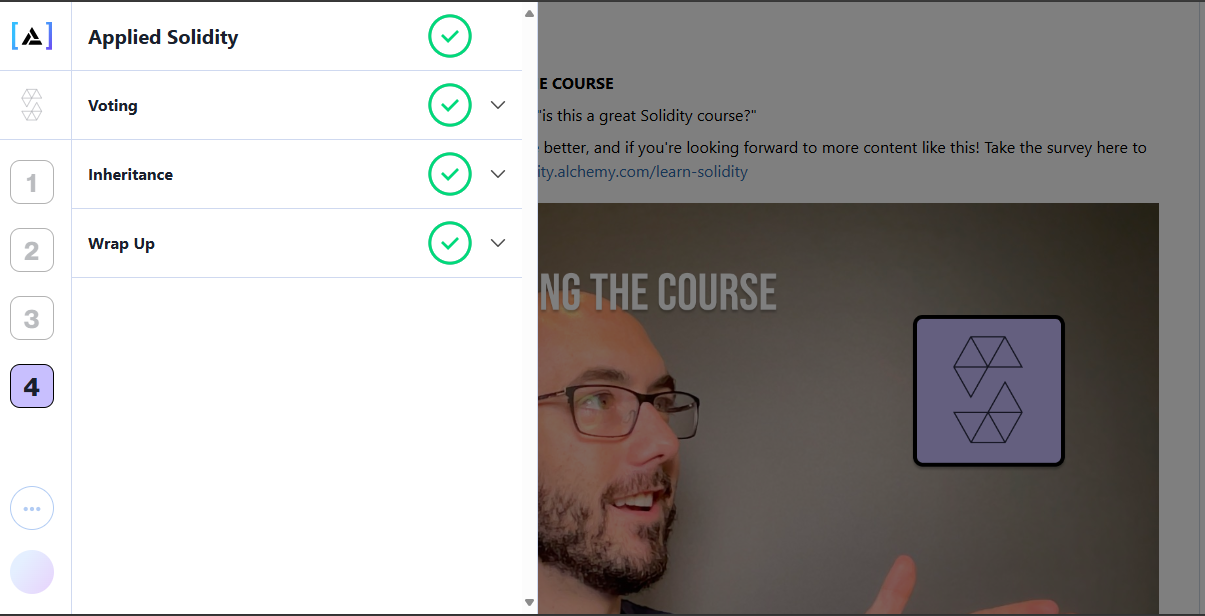 Applied Solidity
Voting
Inheritance
Wrap Up
1
2
3
4
E COURSE
"is this a great Solidity course?"
better, and if you're looking forward to more content like this! Take the survey here to
ity.alchemy.com/learn-solidity
NG THE COURSE